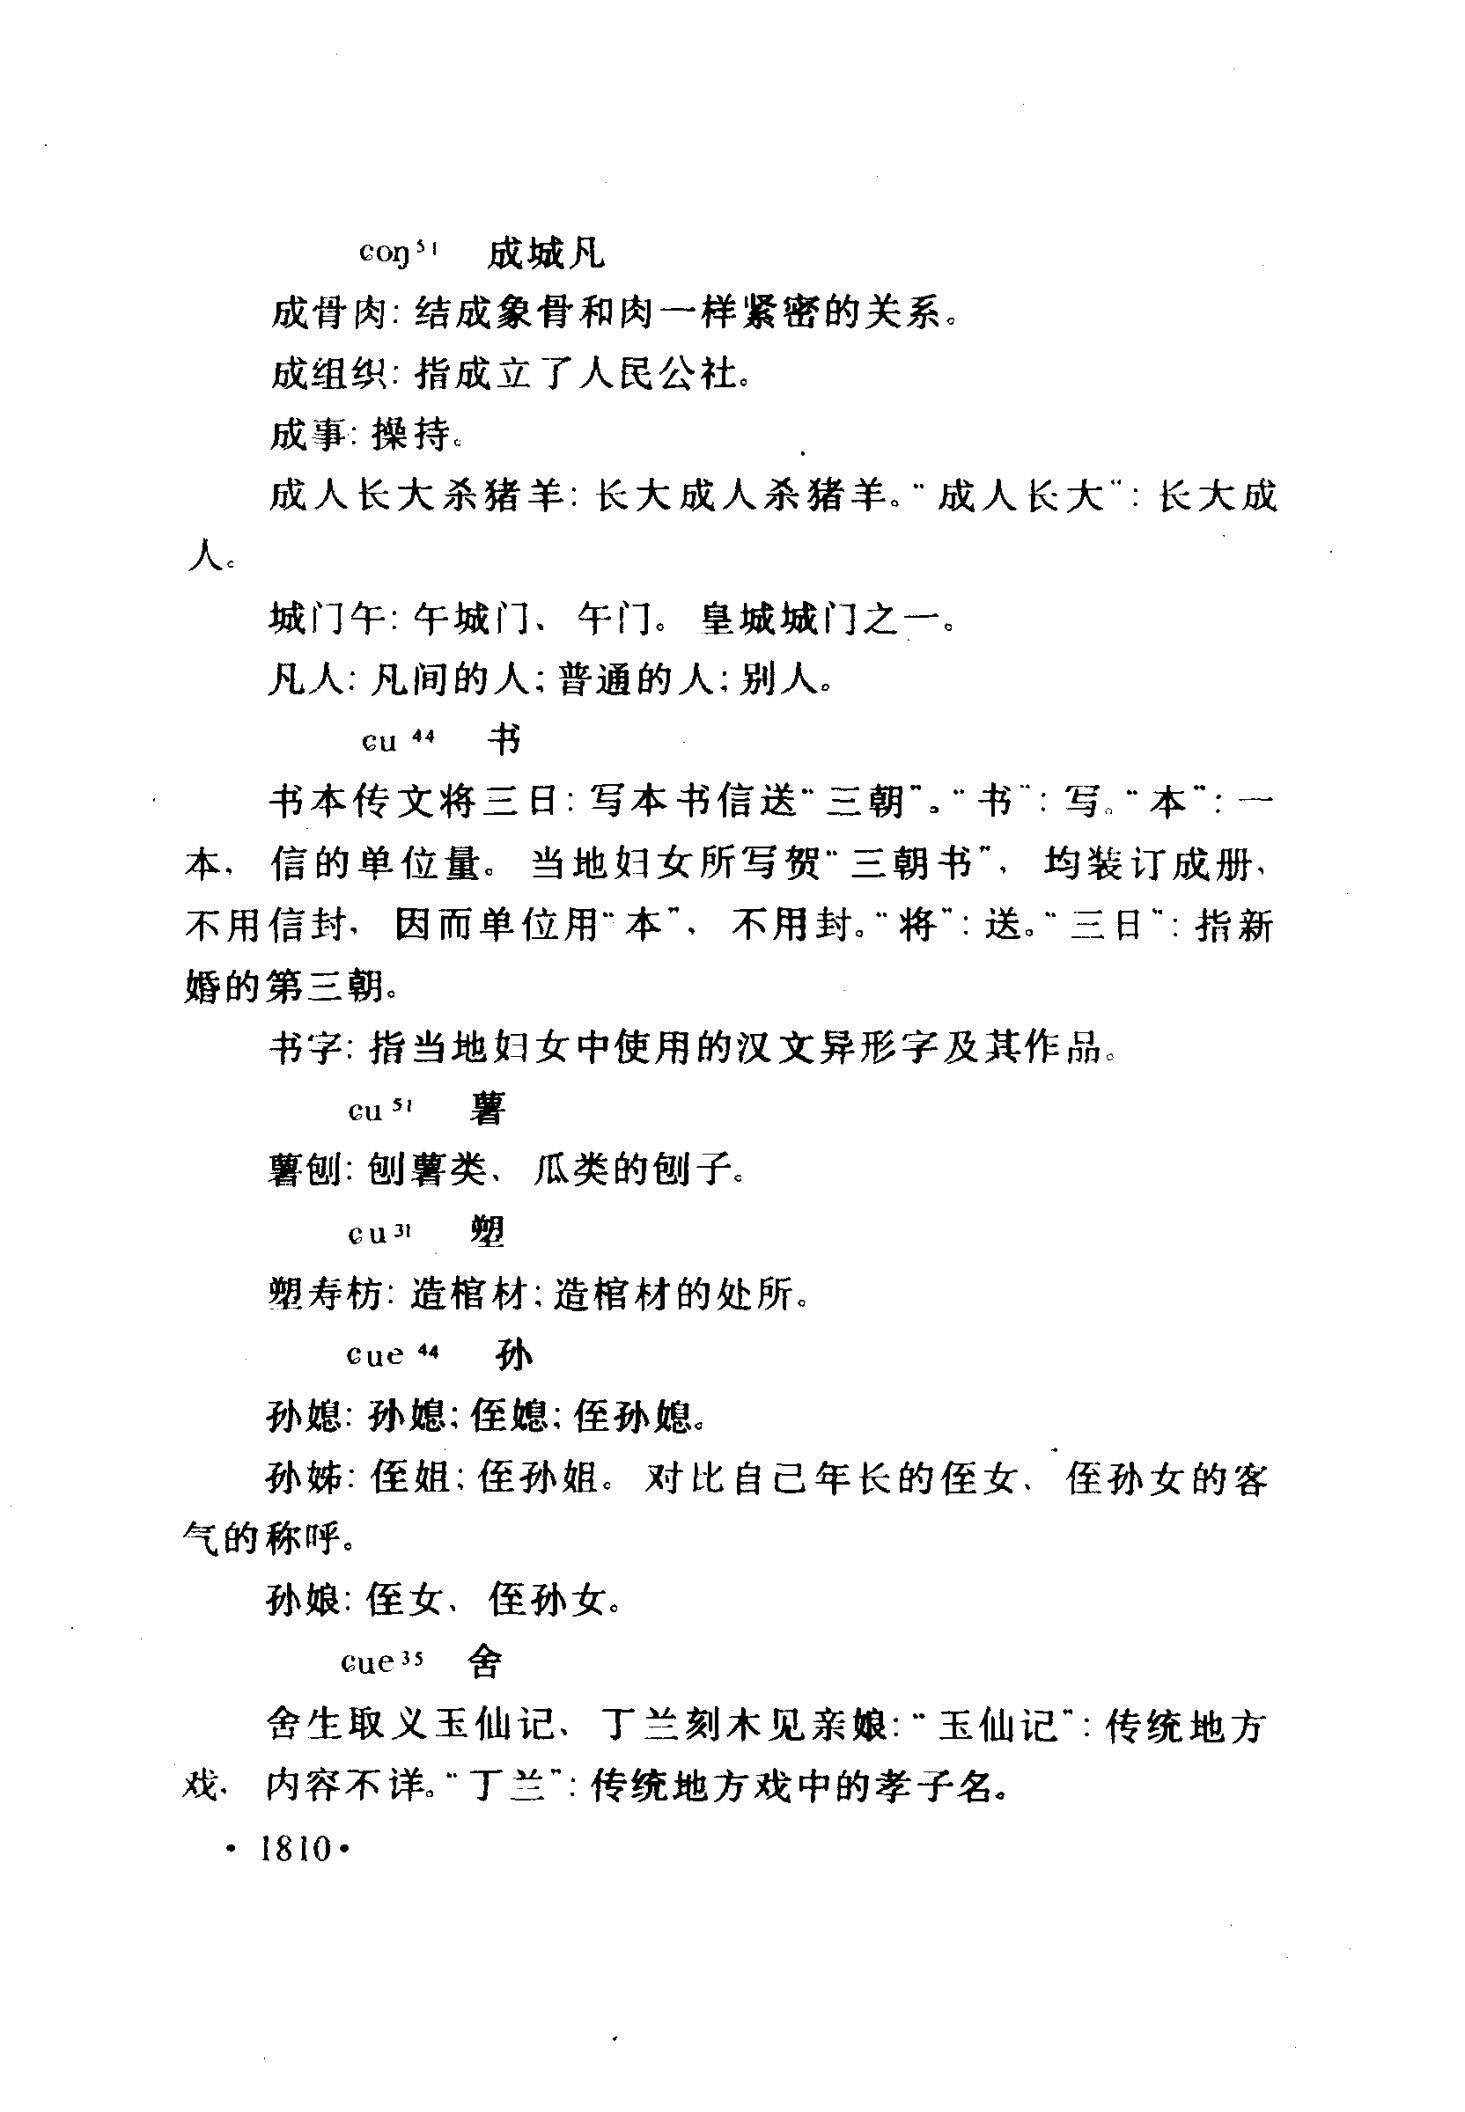 ɕoŋ⁵¹　成城凡
成骨肉：结成象骨和肉一样紧密的关系。
成组织：指成立了人民公社。
成事：操持。
成人长大杀猪羊：长大成人杀猪羊。“成人长大”：长大成
人。
城门午：午城门、午门。皇城城门之一。
凡人：凡间的人；普通的人；别人。
ɕu⁴⁴　书
书本传文将三日：写本书信送“三朝”。“书”：写。“本”：一
本，信的单位量。当地妇女所写贺“三朝书”，均装订成册，
不用信封，因而单位用“本”，不用封。“将”：送。“三日”：指新
婚的第三朝。
书字：指当地妇女中使用的汉文异形字及其作品。
ɕu⁵¹　薯
薯刨：刨薯类、瓜类的刨子。
ɕu³¹　塑
塑寿枋：造棺材；造棺材的处所。
ɕue⁴⁴　孙
孙媳：孙媳；侄媳；侄孙媳。
孙姊：侄姐；侄孙姐。对比自己年长的侄女、侄孙女的客
气的称呼。
孙娘：侄女、侄孙女。
ɕue³⁵　舍
舍生取义玉仙记、丁兰刻木见亲娘：“玉仙记”：传统地方
戏，内容不详。“丁兰”：传统地方戏中的孝子名。
·1810·